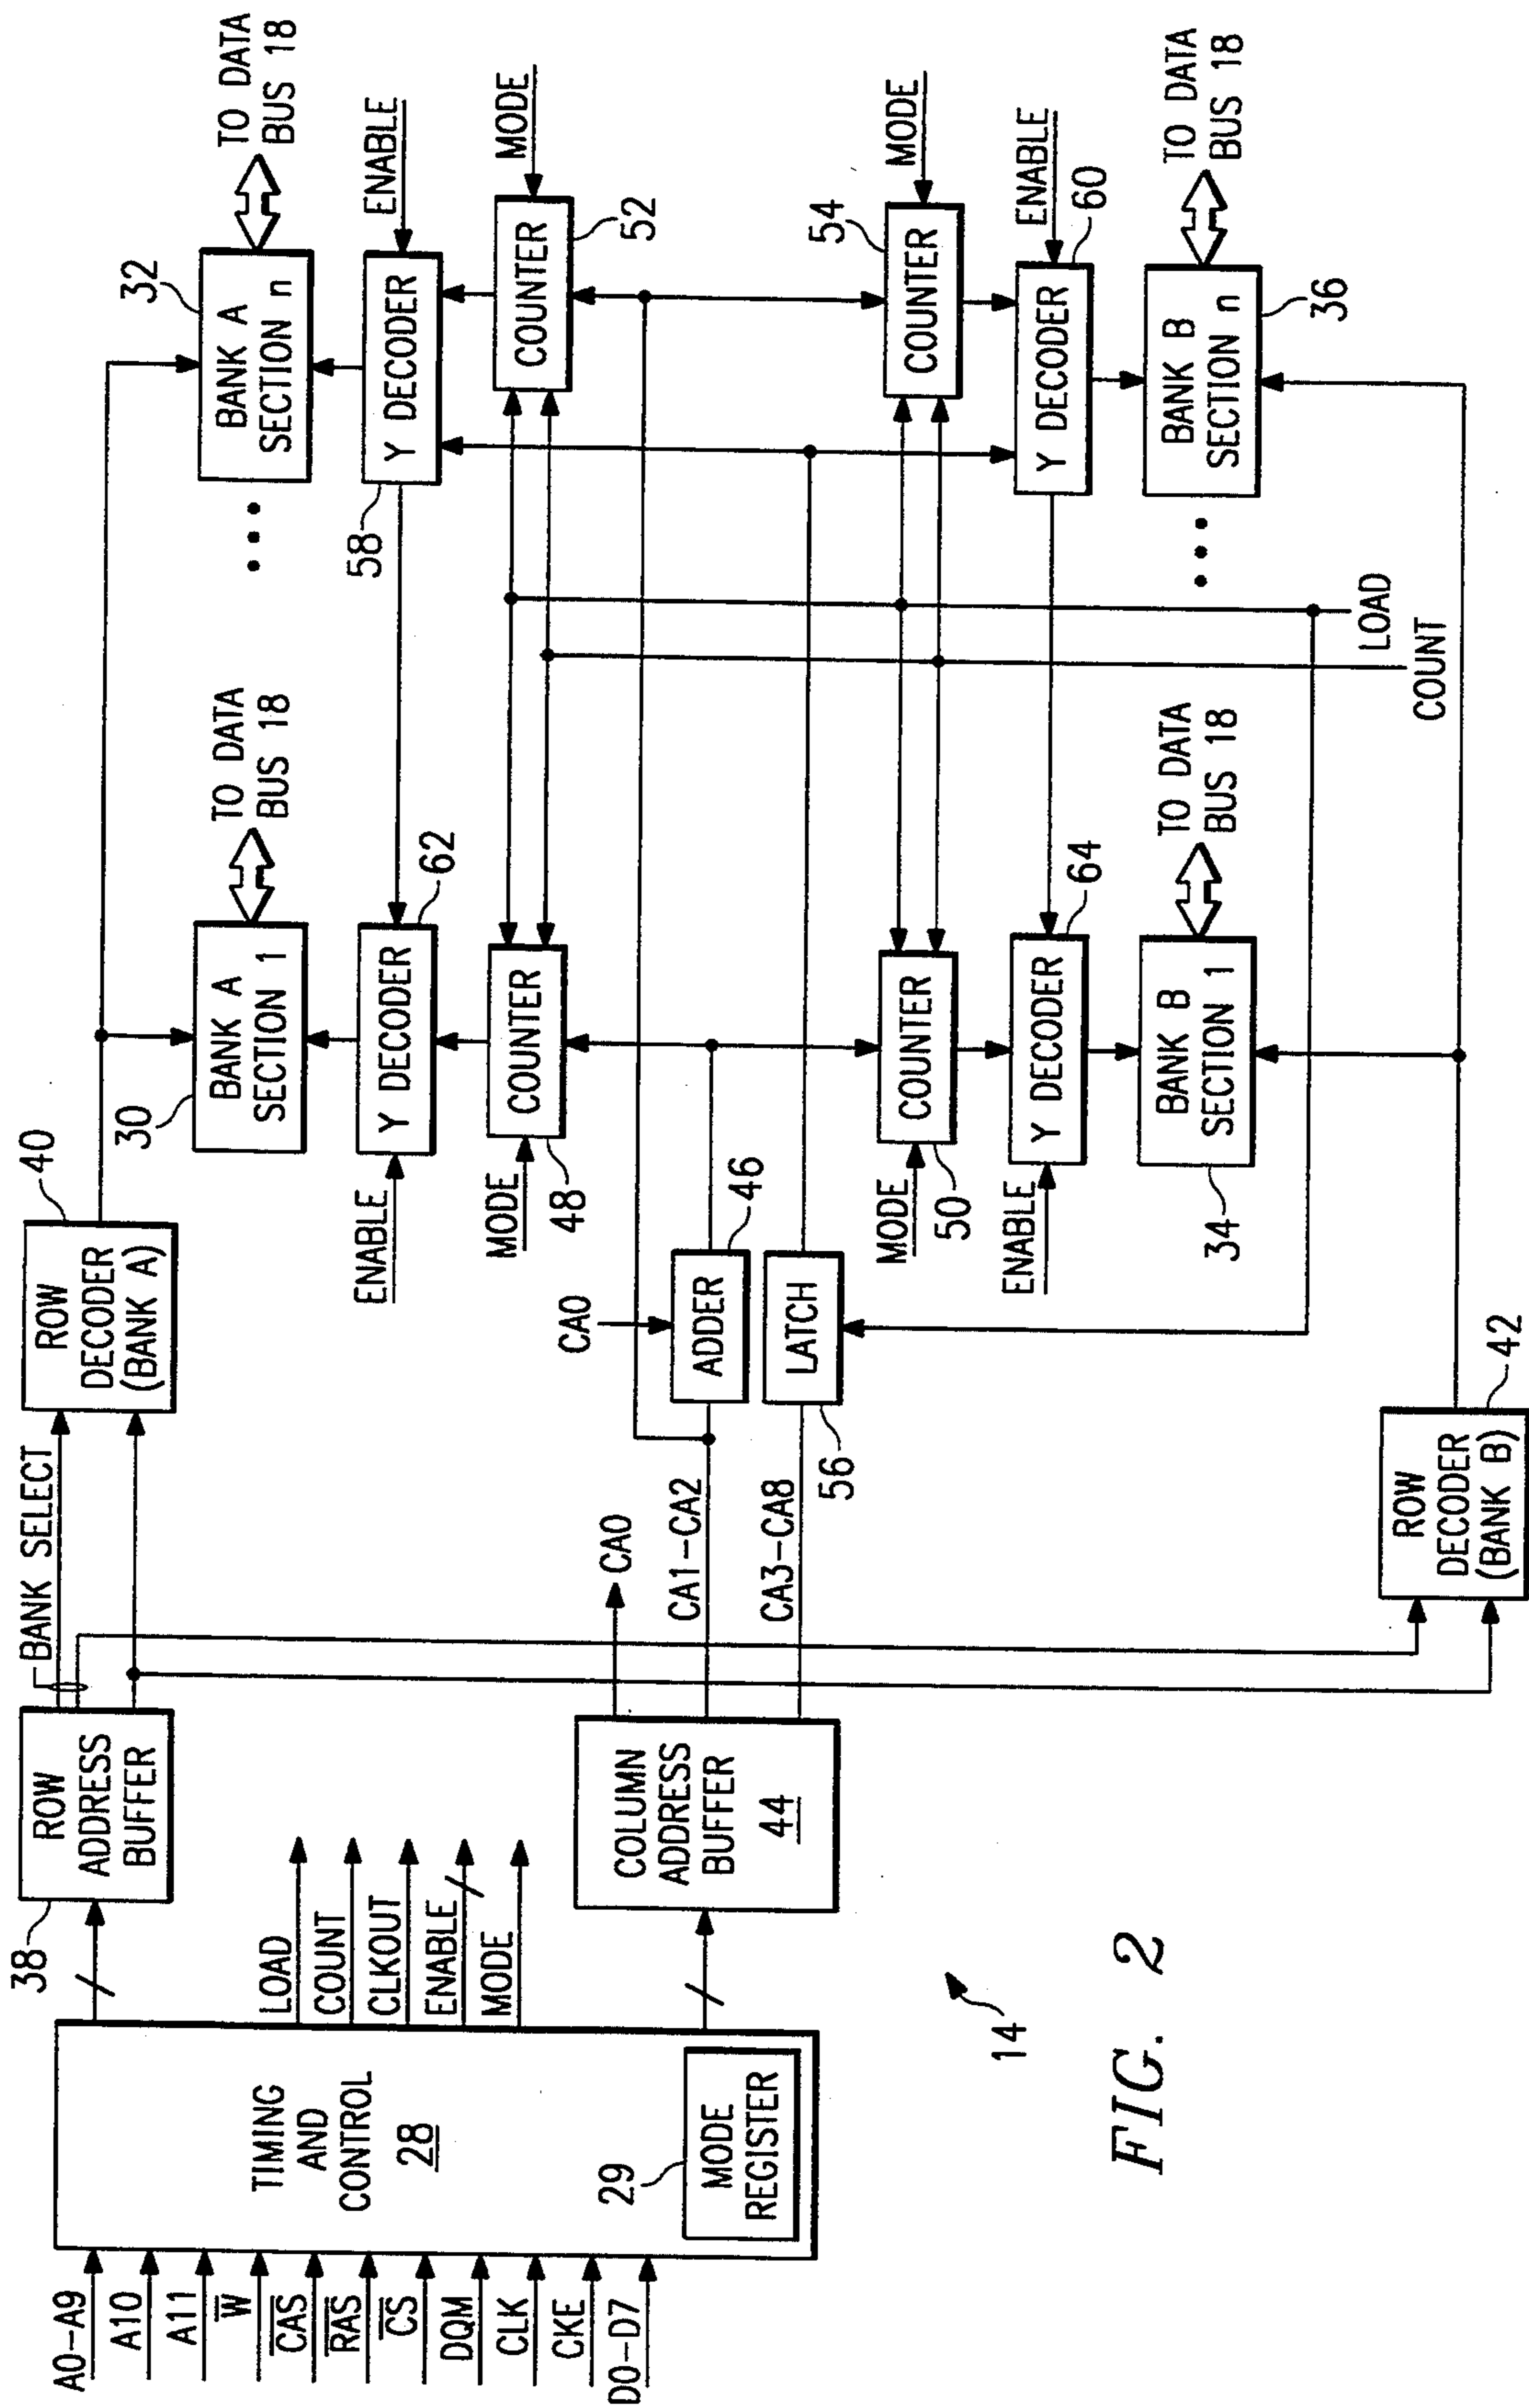 A0-A9
A10
A11
W̅
C̅A̅S̅
R̅A̅S̅
C̅S̅
DQM
CLK
CKE
D0-D7
TIMING
AND
CONTROL
28
29
MODE
REGISTER
LOAD
COUNT
CLKOUT
ENABLE
MODE
38
ROW
ADDRESS
BUFFER
BANK SELECT
COLUMN
ADDRESS
BUFFER
44
CA0
CA1-CA2
CA3-CA8
40
ROW
DECODER
(BANK A)
CA0
ADDER
46
LATCH
56
ROW
DECODER
(BANK B)
42
30
BANK A
SECTION 1
TO DATA
BUS 18
ENABLE
Y DECODER
62
MODE
COUNTER
48
MODE
COUNTER
50
ENABLE
Y DECODER
64
34
BANK B
SECTION 1
TO DATA
BUS 18
LOAD
COUNT
32
BANK A
SECTION n
TO DATA
BUS 18
58
Y DECODER
ENABLE
COUNTER
MODE
52
54
COUNTER
MODE
Y DECODER
ENABLE
60
BANK B
SECTION n
36
TO DATA
BUS 18
14
FIG. 2